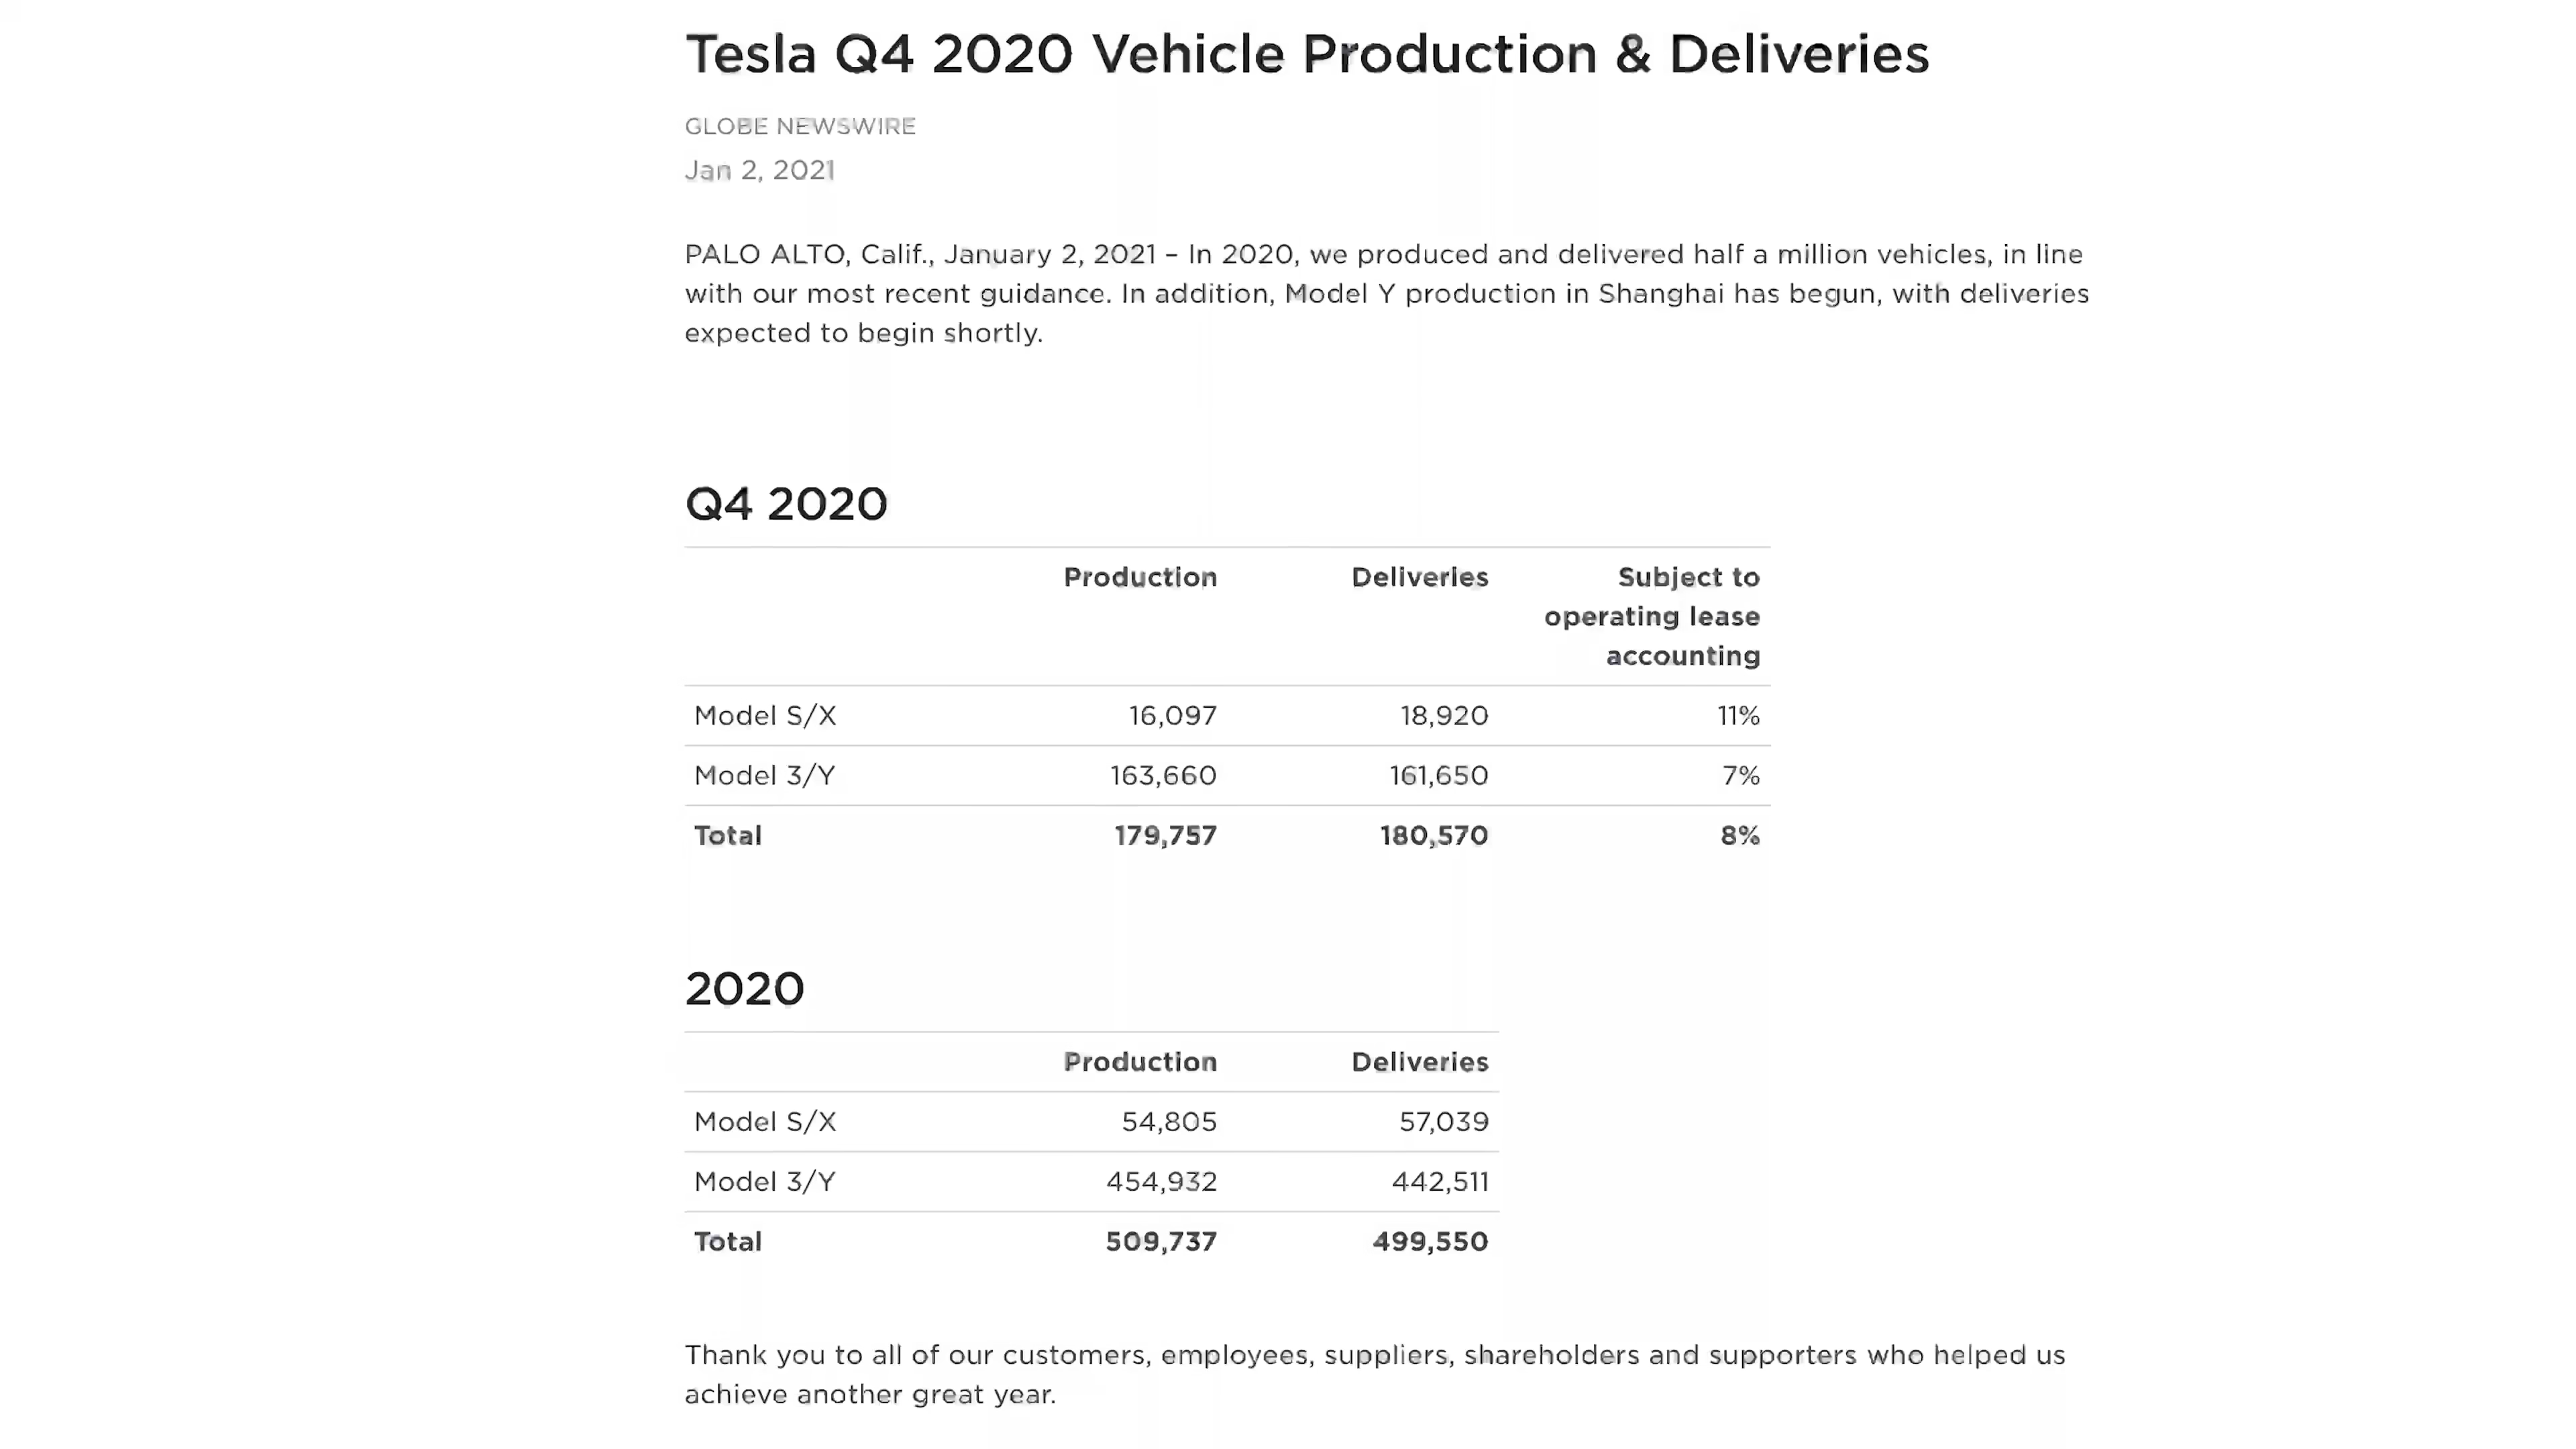 Tesla Q4 2020 Vehicle Production & Deliveries
GLOBE NEWSWIRE
Jan 2, 2021
PALO ALTO, Calif., January 2, 2021 – In 2020, we produced and delivered half a million vehicles, in line
with our most recent guidance. In addition, Model Y production in Shanghai has begun, with deliveries
expected to begin shortly.
Q4 2020
Production Deliveries Subject to
operating lease
accounting
Model S/X 16,097 18,920 11%
Model 3/Y 163,660 161,650 7%
Total 179,757 180,570 8%
2020
Production Deliveries
Model S/X 54,805 57,039
Model 3/Y 454,932 442,511
Total 509,737 499,550
Thank you to all of our customers, employees, suppliers, shareholders and supporters who helped us
achieve another great year.